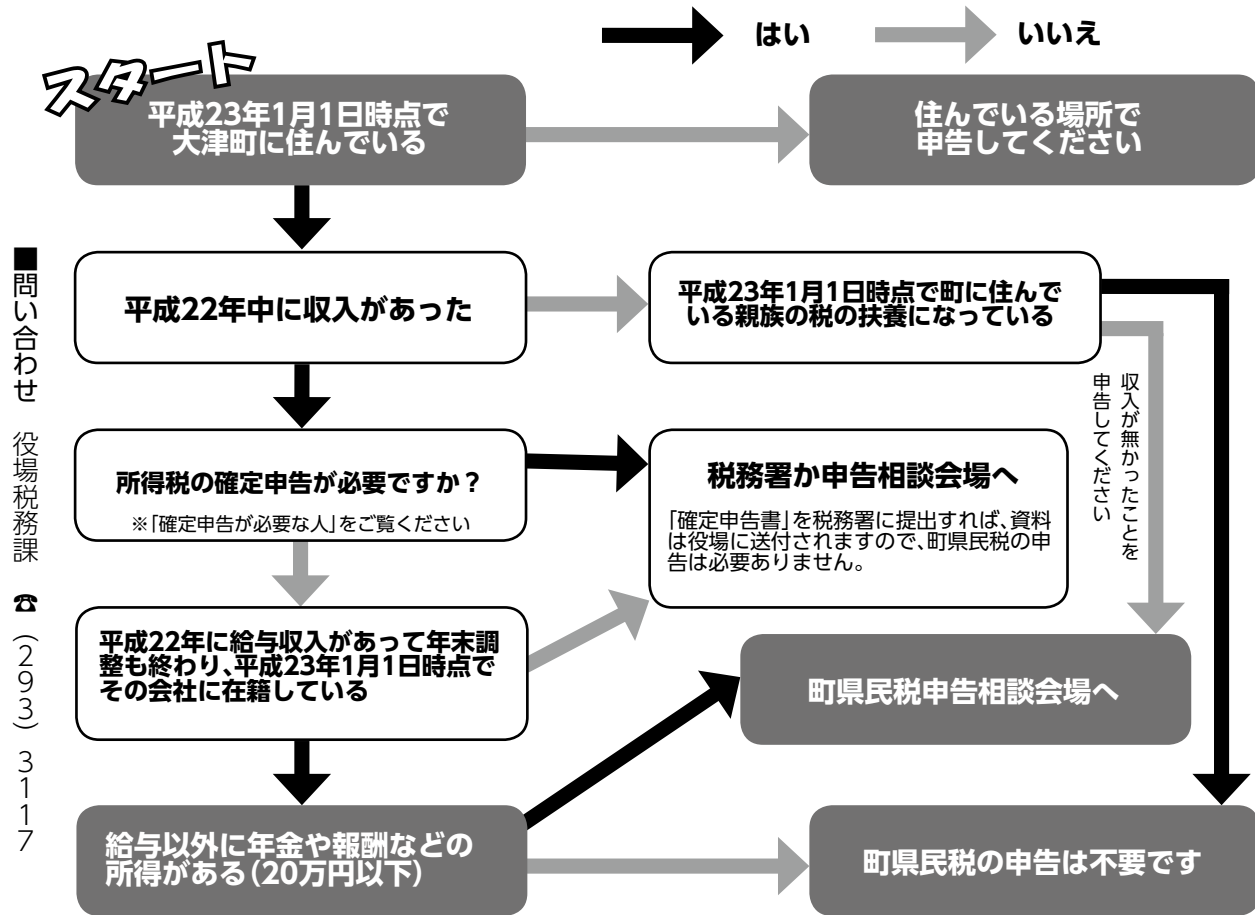 はい
いいえ
スタート
平成23年1月1日時点で
大津町に住んでいる
住んでいる場所で
申告してください
平成22年中に収入があった
平成23年1月1日時点で町に住んで
いる親族の税の扶養になっている
収入が無かったことを
申告してください
所得税の確定申告が必要ですか？
※「確定申告が必要な人」をご覧ください
税務署か申告相談会場へ
「確定申告書」を税務署に提出すれば、資料
は役場に送付されますので、町県民税の申
告は必要ありません。
平成22年に給与収入があって年末調
整も終わり、平成23年1月1日時点で
その会社に在籍している
町県民税申告相談会場へ
給与以外に年金や報酬などの
所得がある（20万円以下）
町県民税の申告は不要です
■問い合わせ　役場税務課　☎（293）3117